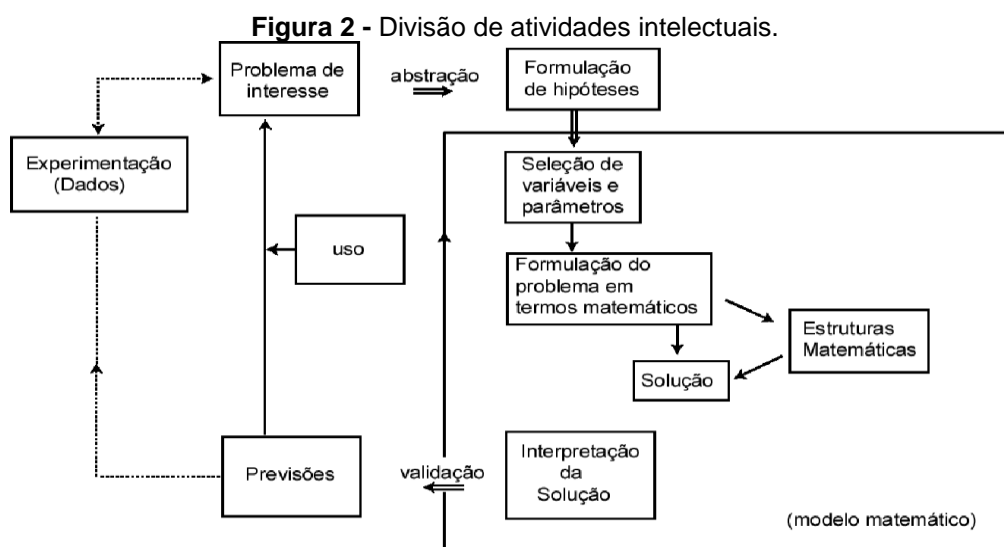 Figura 2 - Divisão de atividades intelectuais.
Problema de
interesse
abstração
Formulação
de hipóteses
Experimentação
(Dados)
Seleção de
variáveis e
parâmetros
uso
Formulação do
problema em
termos matemáticos
Estruturas
Matemáticas
Solução
Previsões
validação
Interpretação
da
Solução
(modelo matemático)